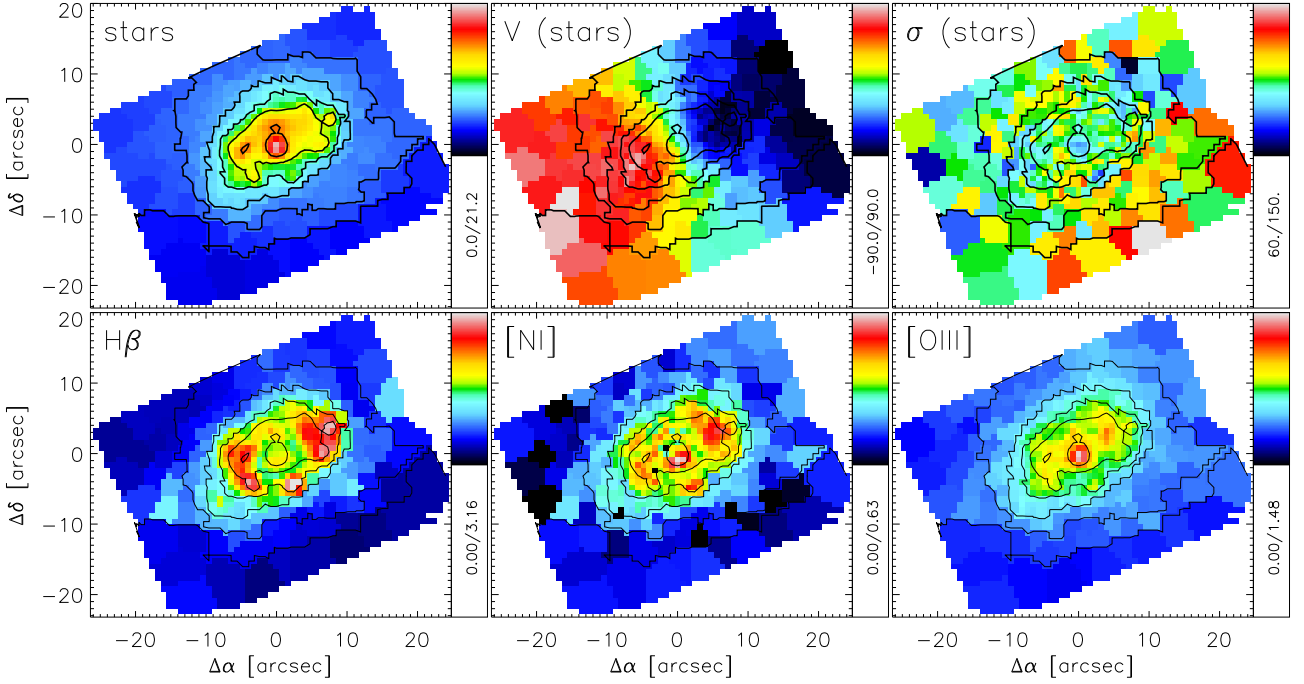 stars
V (stars)
σ (stars)
20
10
0
−10
−20
Δδ [arcsec]
0.0/21.2
−90.0/90.0
60./150.
Hβ
[NI]
[OIII]
20
10
0
−10
−20
Δδ [arcsec]
0.00/3.16
0.00/0.63
0.00/1.48
−20 −10 0 10 20
−20 −10 0 10 20
−20 −10 0 10 20
Δα [arcsec]
Δα [arcsec]
Δα [arcsec]